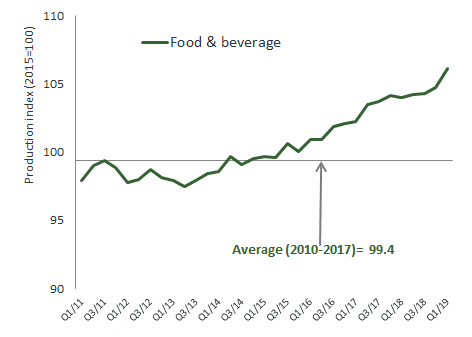 110
105
100
95
90
Production index (2015=100)
Food & beverage
Average (2010-2017)= 99.4
Q1/11
Q3/11
Q1/12
Q3/12
Q1/13
Q3/13
Q1/14
Q3/14
Q1/15
Q3/15
Q1/16
Q3/16
Q1/17
Q3/17
Q1/18
Q3/18
Q1/19